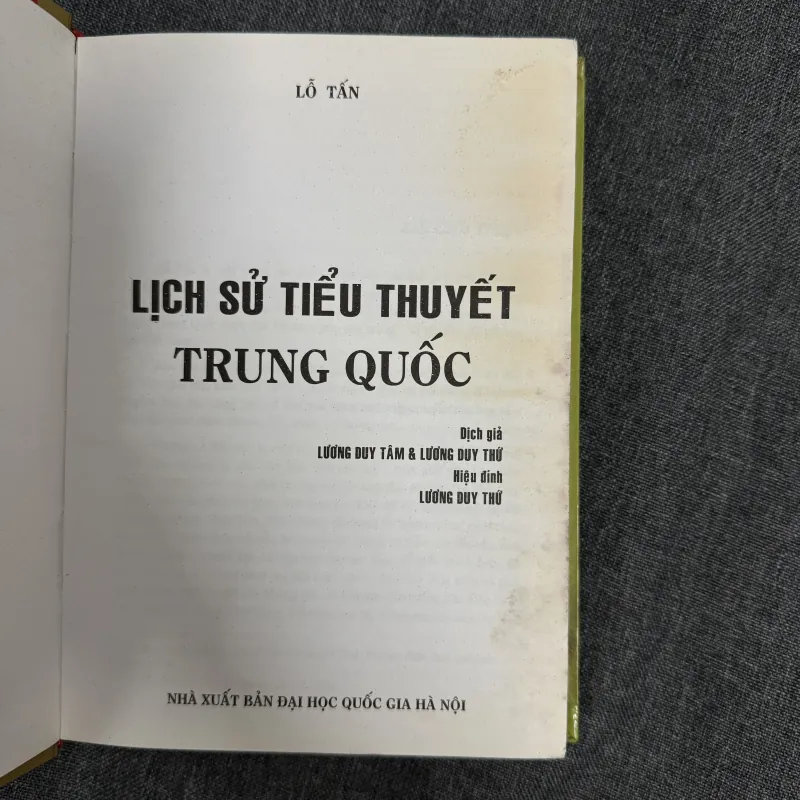 LỖ TẤN
LỊCH SỬ TIỂU THUYẾT
TRUNG QUỐC
Dịch giả
LƯƠNG DUY TÂM & LƯƠNG DUY THỨ
Hiệu đính
LƯƠNG DUY THỨ
NHÀ XUẤT BẢN ĐẠI HỌC QUỐC GIA HÀ NỘI